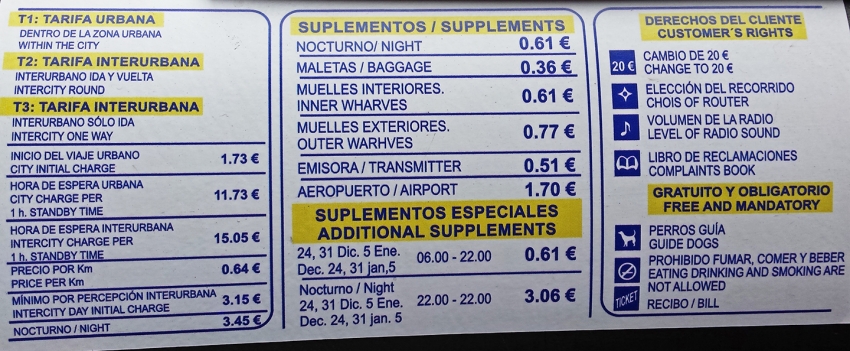 T1: TARIFA URBANA
DENTRO DE LA ZONA URBANA
WITHIN THE CITY
T2: TARIFA INTERURBANA
INTERURBANO IDA Y VUELTA
INTERCITY ROUND
T3: TARIFA INTERURBANA
INTERURBANO SÓLO IDA
INTERCITY ONE WAY
INICIO DEL VIAJE URBANO
CITY INITIAL CHARGE 1.73 €
HORA DE ESPERA URBANA
CITY CHARGE PER 11.73 €
1 h. STANDBY TIME
HORA DE ESPERA INTERURBANA
INTERCITY CHARGE PER 15.05 €
1 h. STANDBY TIME
PRECIO POR Km 0.64 €
PRICE PER Km
MÍNIMO POR PERCEPCIÓN INTERURBANA 3.15 €
INTERCITY DAY INITIAL CHARGE
NOCTURNO / NIGHT 3.45 €
SUPLEMENTOS / SUPPLEMENTS
NOCTURNO/ NIGHT 0.61 €
MALETAS / BAGGAGE 0.36 €
MUELLES INTERIORES.
INNER WHARVES 0.61 €
MUELLES EXTERIORES.
OUTER WARHVES 0.77 €
EMISORA / TRANSMITTER 0.51 €
AEROPUERTO / AIRPORT 1.70 €
SUPLEMENTOS ESPECIALES
ADDITIONAL SUPPLEMENTS
24, 31 Dic. 5 Ene. 06.00 - 22.00 0.61 €
Dec. 24, 31 jan,5
Nocturno / Night
24, 31 Dic. 5 Ene. 22.00 - 22.00 3.06 €
Dec. 24, 31 jan. 5
DERECHOS DEL CLIENTE
CUSTOMER´S RIGHTS
20 € CAMBIO DE 20 €
CHANGE TO 20 €
ELECCIÓN DEL RECORRIDO
CHOIS OF ROUTER
VOLUMEN DE LA RADIO
LEVEL OF RADIO SOUND
LIBRO DE RECLAMACIONES
COMPLAINTS BOOK
GRATUITO Y OBLIGATORIO
FREE AND MANDATORY
PERROS GUÍA
GUIDE DOGS
PROHIBIDO FUMAR, COMER Y BEBER
EATING DRINKING AND SMOKING ARE
NOT ALLOWED
TICKET RECIBO / BILL